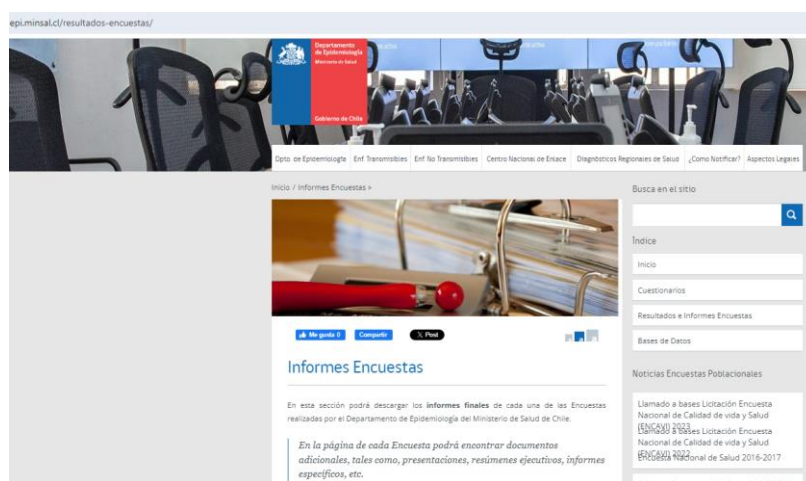 epi.minsal.cl/resultados-encuestas/
Departamento
de Epidemiología
Ministerio de Salud
Gobierno de Chile
Dpto. de Epidemiología Enf. Transmisibles Enf. No Transmisibles Centro Nacional de Enlace Diagnósticos Regionales de Salud ¿Como Notificar? Aspectos Legales
Inicio / Informes Encuestas »
Busca en el sitio
Índice
Inicio
Cuestionarios
Resultados e Informes Encuestas
Bases de Datos
Me gusta 0 Compartir X Post
Informes Encuestas
En esta sección podrá descargar los informes finales de cada una de las Encuestas
realizadas por el Departamento de Epidemiología del Ministerio de Salud de Chile.
En la página de cada Encuesta podrá encontrar documentos
adicionales, tales como, presentaciones, resúmenes ejecutivos, informes
específicos, etc.
Noticias Encuestas Poblacionales
Llamado a bases Licitación Encuesta
Nacional de Calidad de vida y Salud
(ENCAVI) 2023
Llamado a bases Licitación Encuesta
Nacional de Calidad de vida y Salud
(ENCAVI) 2022
Encuesta Nacional de Salud 2016-2017